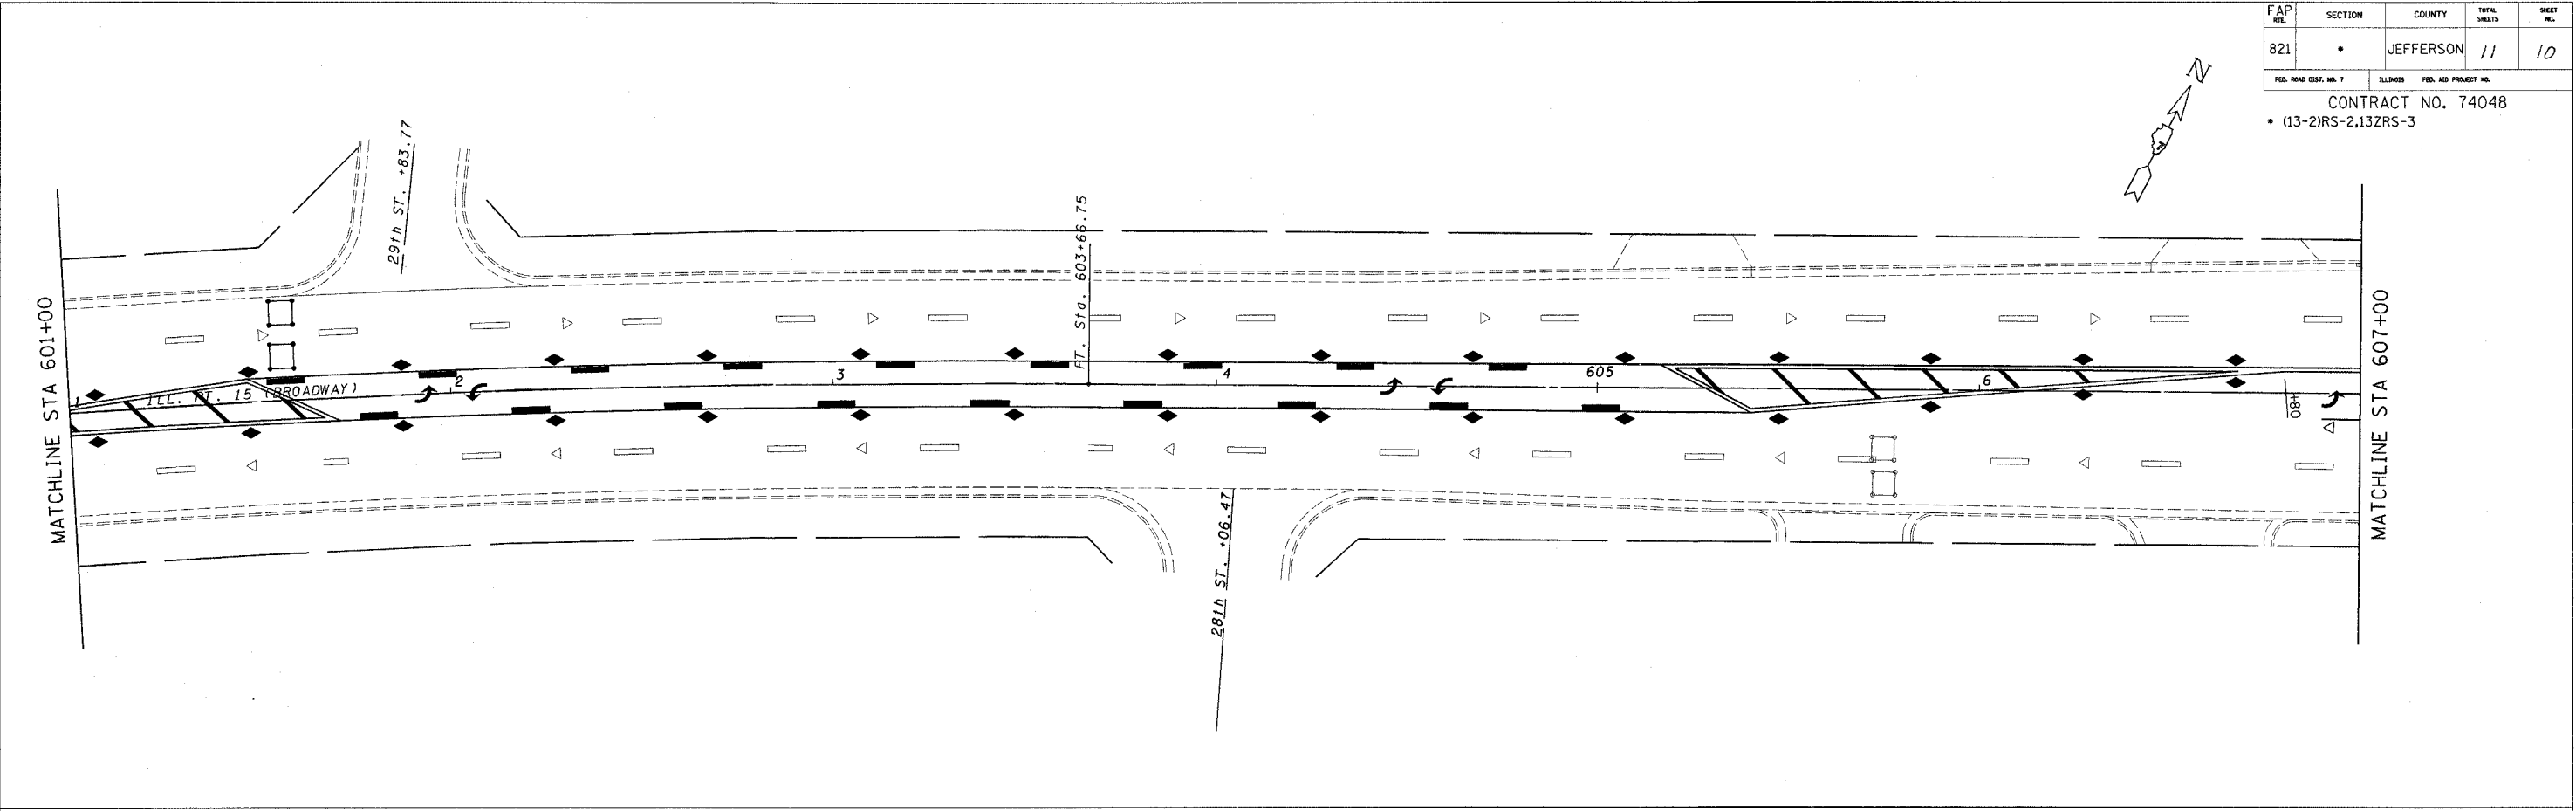 FAP RTE. SECTION COUNTY TOTAL SHEETS SHEET NO.
821 * JEFFERSON 11 10
FED. ROAD DIST. NO. 7 ILLINOIS FED. AID PROJECT NO.
CONTRACT NO. 74048
* (13-2)RS-2,13ZRS-3
N
29th ST. +83.77
PT. Sta. 603+66.75
MATCHLINE STA 601+00
MATCHLINE STA 607+00
1
ILL. RT. 15 (BROADWAY)
2
3
4
605
6
+80
28th ST. +06.47